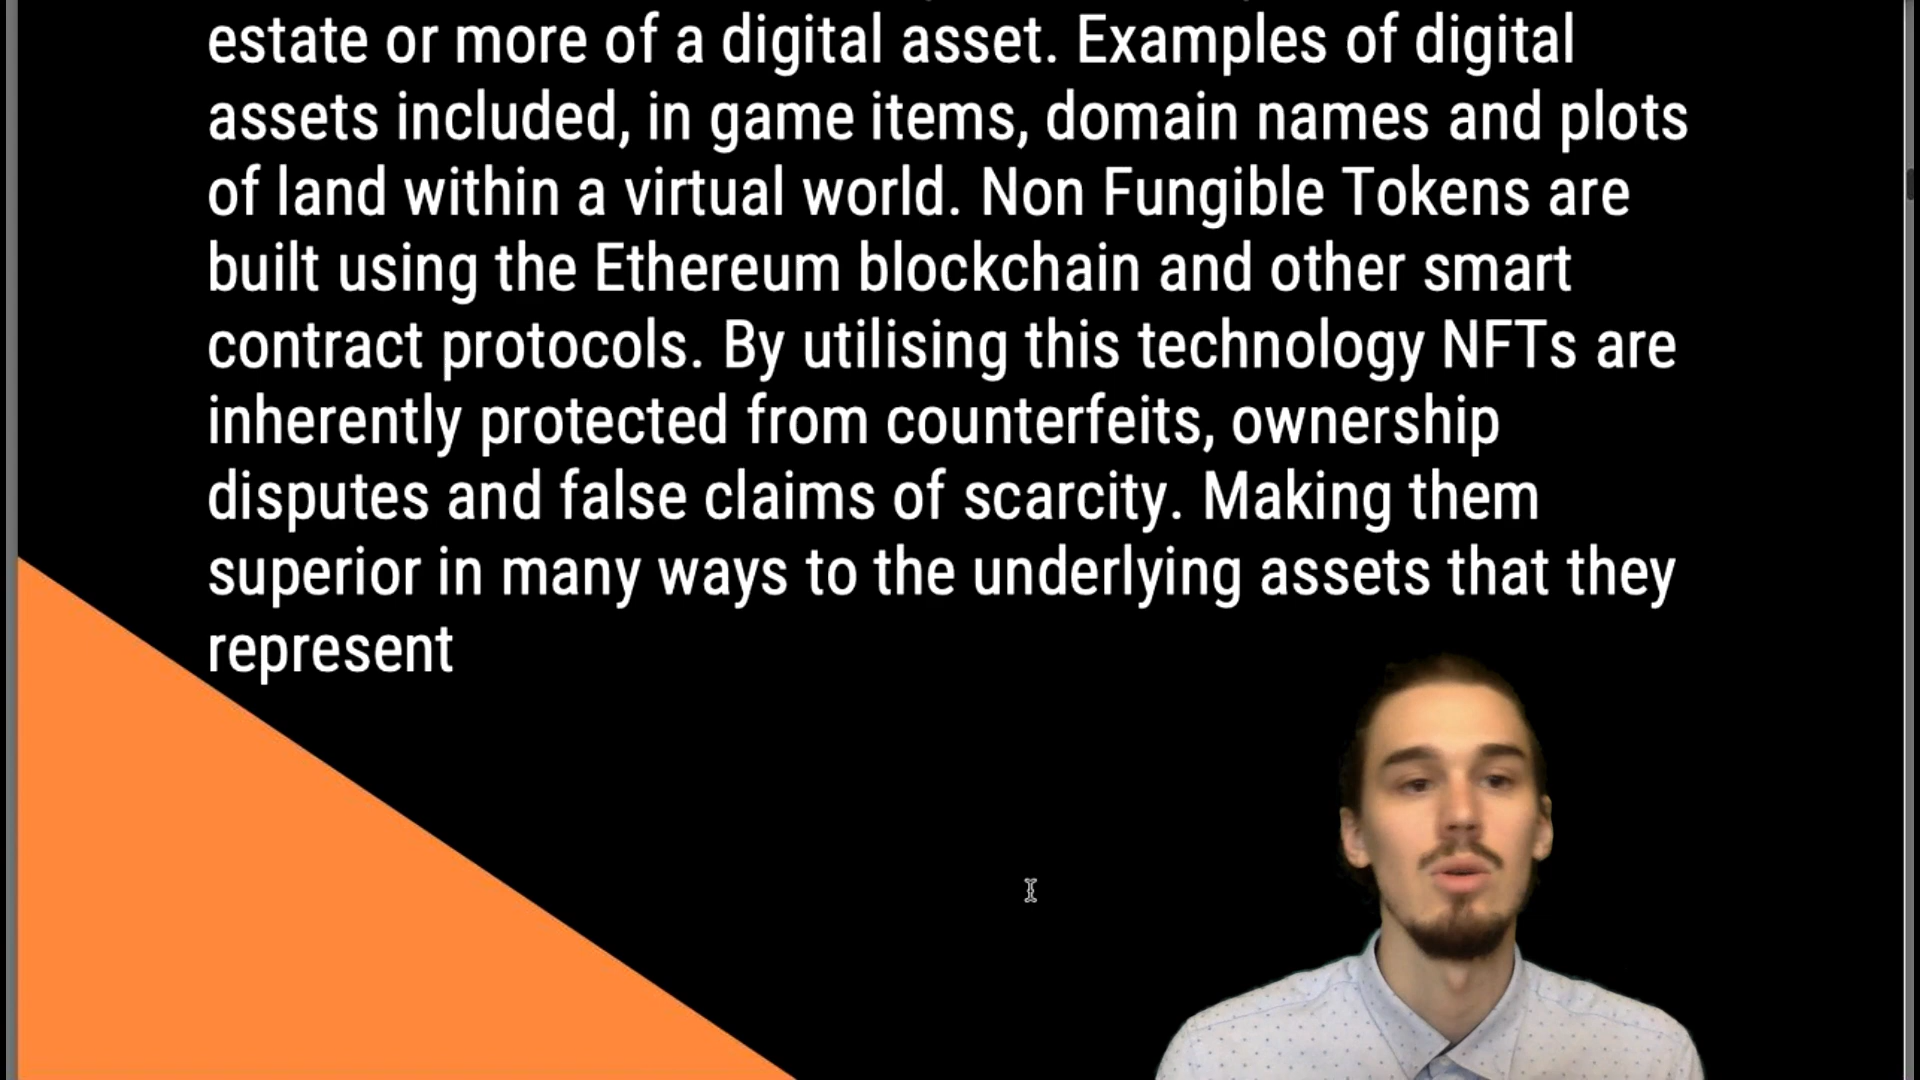 estate or more of a digital asset. Examples of digital
assets included, in game items, domain names and plots
of land within a virtual world. Non Fungible Tokens are
built using the Ethereum blockchain and other smart
contract protocols. By utilising this technology NFTs are
inherently protected from counterfeits, ownership
disputes and false claims of scarcity. Making them
superior in many ways to the underlying assets that they
represent